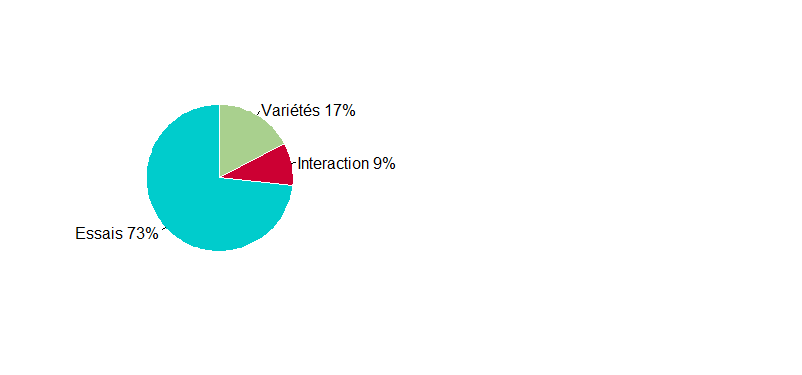 Variétés 17%
Interaction 9%
Essais 73%